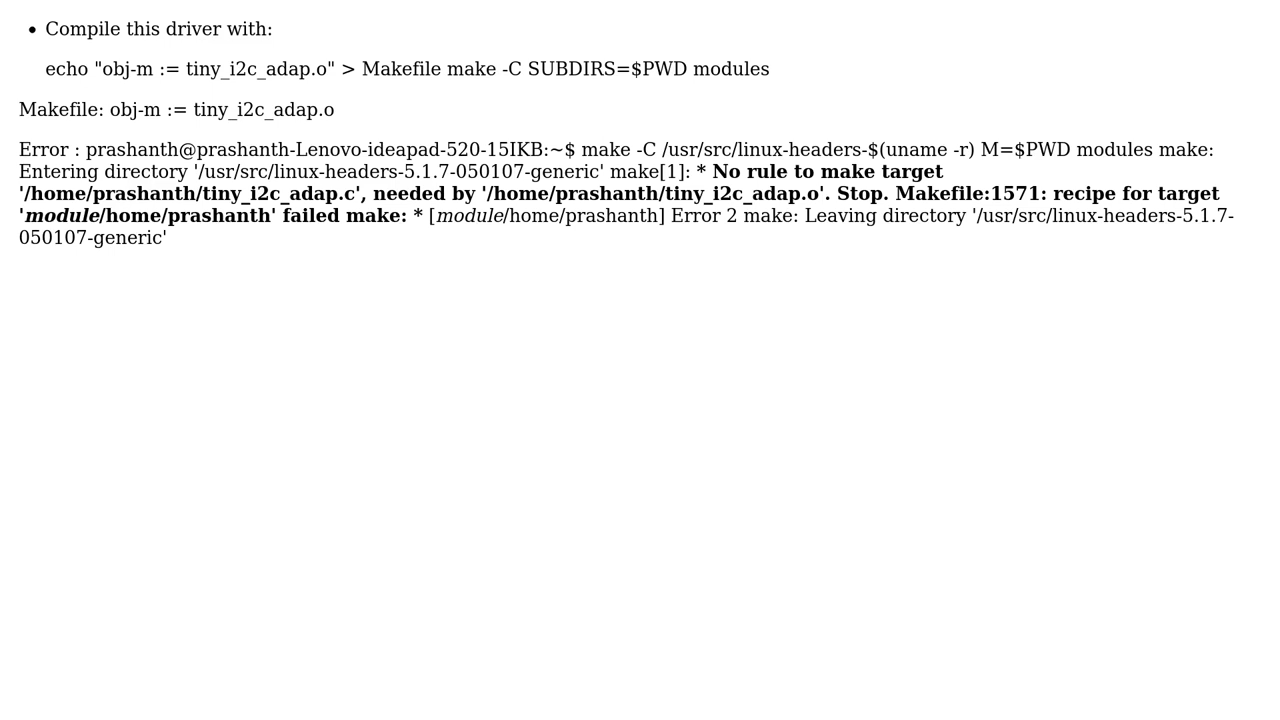 • Compile this driver with:
echo "obj-m := tiny_i2c_adap.o" > Makefile make -C SUBDIRS=$PWD modules
Makefile: obj-m := tiny_i2c_adap.o
Error : prashanth@prashanth-Lenovo-ideapad-520-15IKB:~$ make -C /usr/src/linux-headers-$(uname -r) M=$PWD modules make:
Entering directory '/usr/src/linux-headers-5.1.7-050107-generic' make[1]: * No rule to make target
'/home/prashanth/tiny_i2c_adap.c', needed by '/home/prashanth/tiny_i2c_adap.o'. Stop. Makefile:1571: recipe for target
'module/home/prashanth' failed make: * [module/home/prashanth] Error 2 make: Leaving directory '/usr/src/linux-headers-5.1.7-
050107-generic'